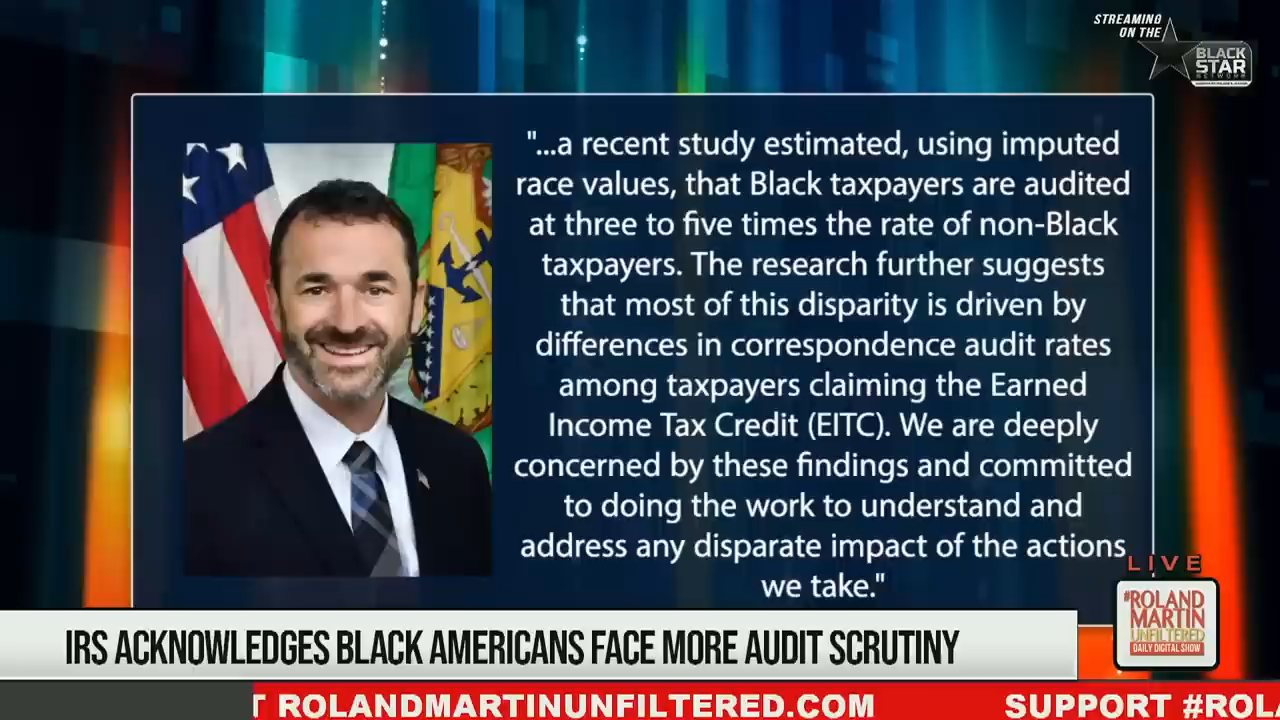 STREAMING
ON THE
BLACK
STAR
NETWORK
"...a recent study estimated, using imputed
race values, that Black taxpayers are audited
at three to five times the rate of non-Black
taxpayers. The research further suggests
that most of this disparity is driven by
differences in correspondence audit rates
among taxpayers claiming the Earned
Income Tax Credit (EITC). We are deeply
concerned by these findings and committed
to doing the work to understand and
address any disparate impact of the actions
we take."
LIVE
#ROLAND
MARTIN
UNFILTERED
DAILY DIGITAL SHOW
IRS ACKNOWLEDGES BLACK AMERICANS FACE MORE AUDIT SCRUTINY
T ROLANDMARTINUNFILTERED.COM SUPPORT #ROLA